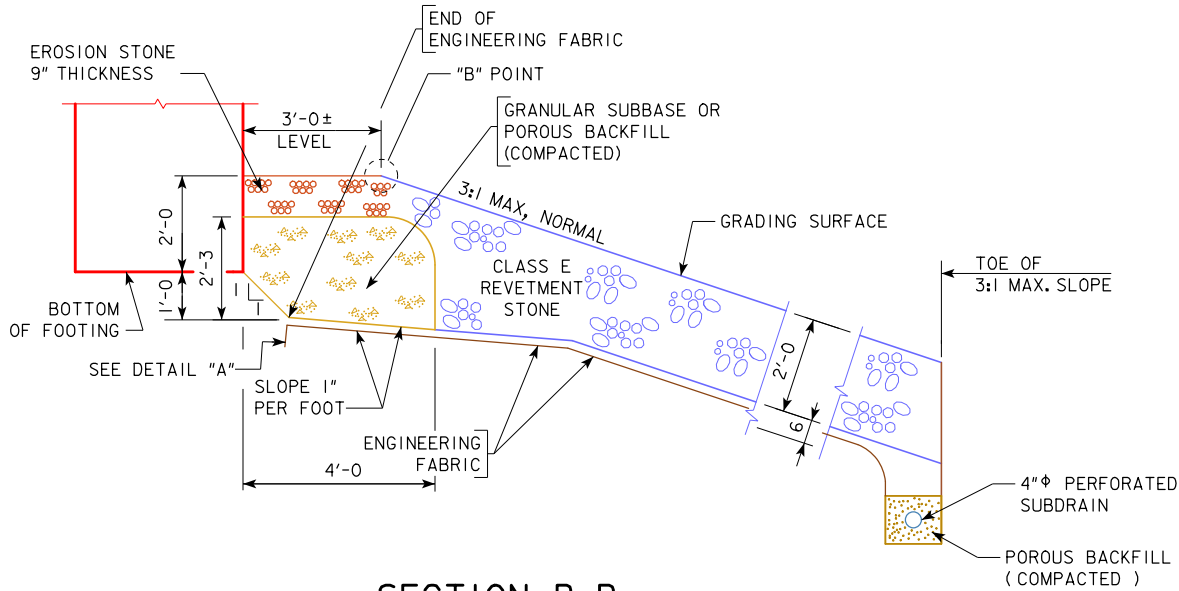 END OF
ENGINEERING FABRIC
EROSION STONE
9" THICKNESS
"B" POINT
GRANULAR SUBBASE OR
POROUS BACKFILL
(COMPACTED)
3'-0±
LEVEL
3:1 MAX, NORMAL
GRADING SURFACE
2'-0
2'-3
1'-0
1
1
CLASS E
REVETMENT
STONE
TOE OF
3:1 MAX. SLOPE
BOTTOM
OF FOOTING
SEE DETAIL "A"
SLOPE 1"
PER FOOT
2'-0
6
ENGINEERING
FABRIC
4'-0
4"Φ PERFORATED
SUBDRAIN
POROUS BACKFILL
( COMPACTED )